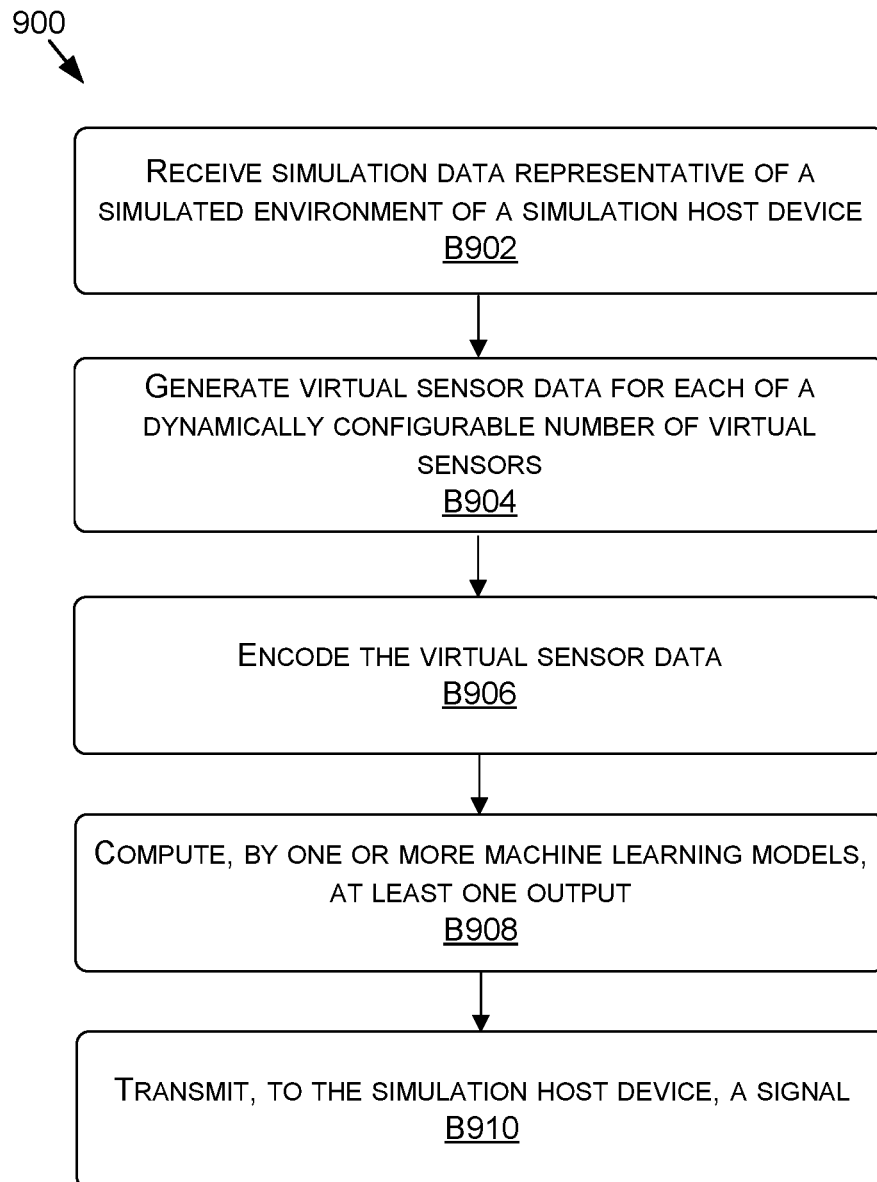 900
RECEIVE SIMULATION DATA REPRESENTATIVE OF A
SIMULATED ENVIRONMENT OF A SIMULATION HOST DEVICE
B902
GENERATE VIRTUAL SENSOR DATA FOR EACH OF A
DYNAMICALLY CONFIGURABLE NUMBER OF VIRTUAL
SENSORS
B904
ENCODE THE VIRTUAL SENSOR DATA
B906
COMPUTE, BY ONE OR MORE MACHINE LEARNING MODELS,
AT LEAST ONE OUTPUT
B908
TRANSMIT, TO THE SIMULATION HOST DEVICE, A SIGNAL
B910